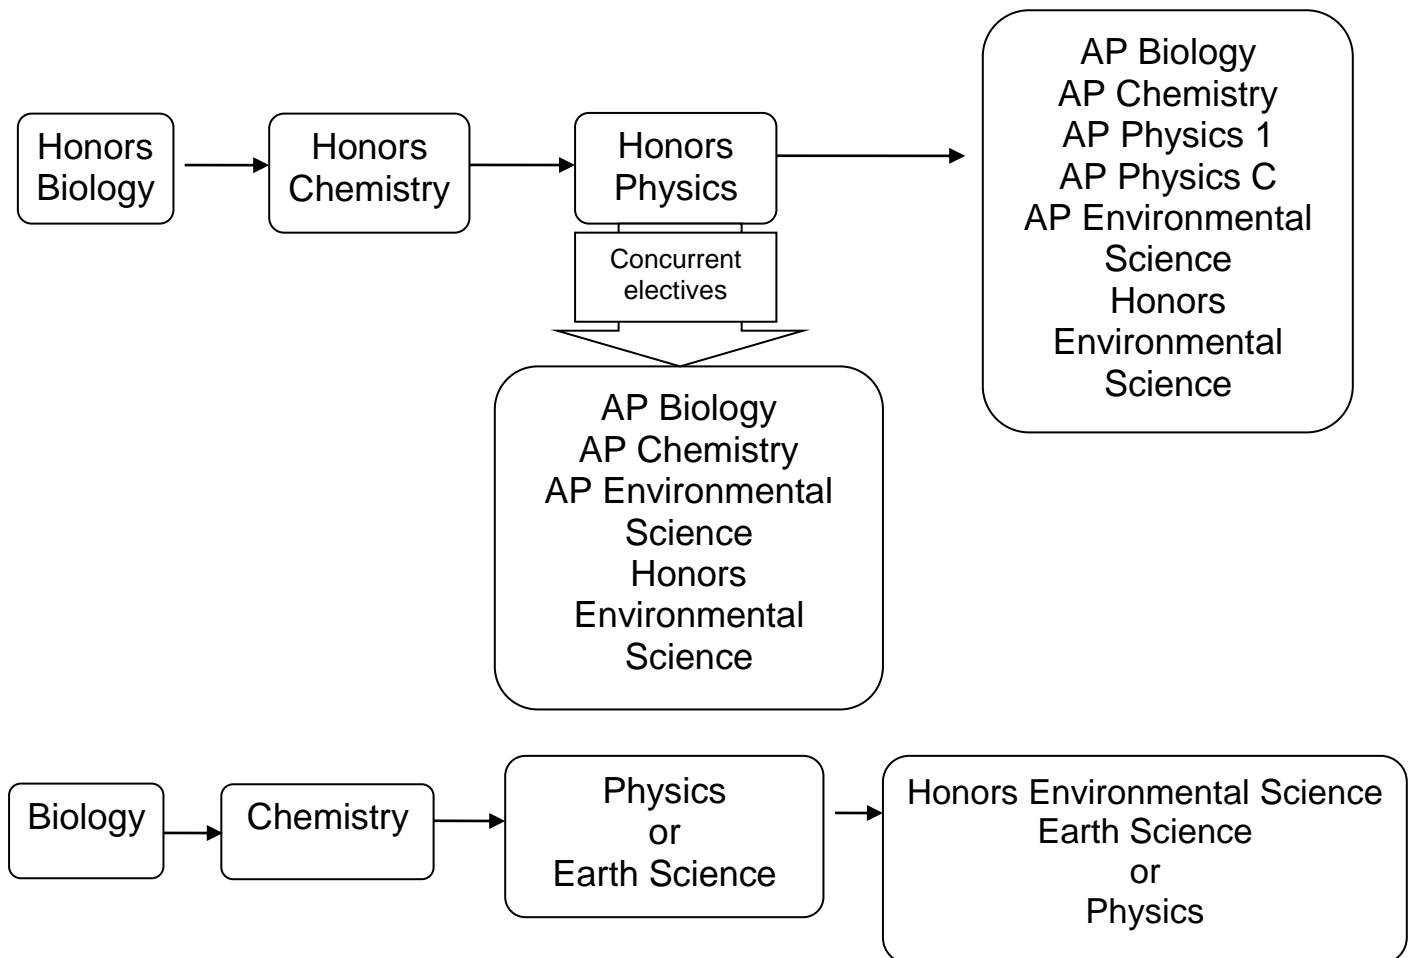 Honors
Biology
Honors
Chemistry
Honors
Physics
AP Biology
AP Chemistry
AP Physics 1
AP Physics C
AP Environmental
Science
Honors
Environmental
Science
Concurrent
electives
AP Biology
AP Chemistry
AP Environmental
Science
Honors
Environmental
Science
Biology
Chemistry
Physics
or
Earth Science
Honors Environmental Science
Earth Science
or
Physics